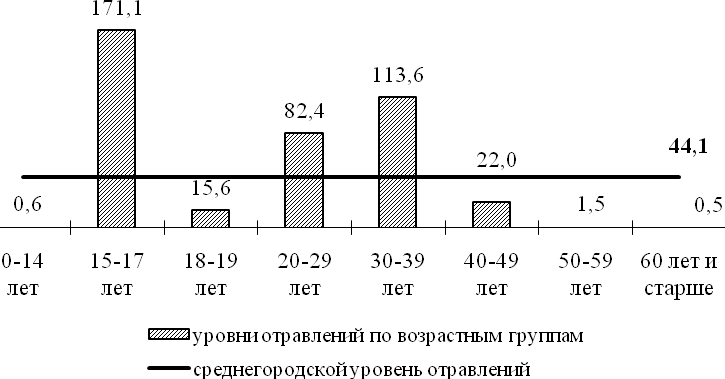 171,1
113,6
82,4
44,1
22,0
15,6
0,6
1,5
0,5
0-14 лет
15-17 лет
18-19 лет
20-29 лет
30-39 лет
40-49 лет
50-59 лет
60 лет и старше
уровни отравлений по возрастным группам
среднегородской уровень отравлений